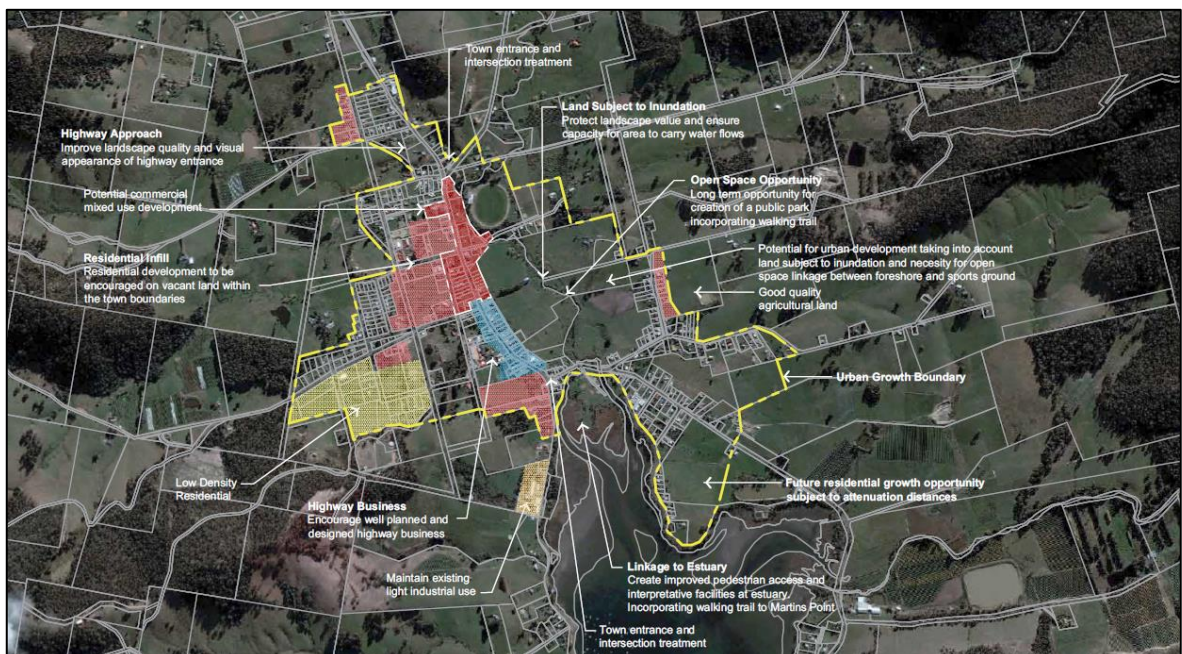 Town entrance and
intersection treatment
Land Subject to Inundation
Protect landscape value and ensure
capacity for area to carry water flows
Highway Approach
Improve landscape quality and visual
appearance of highway entrance
Open Space Opportunity
Long term opportunity for
creation of a public park
incorporating walking trail
Potential commercial
mixed use development
Potential for urban development taking into account
land subject to inundation and necesity for open
space linkage between foreshore and sports ground
Residential Infill
Residential development to be
encouraged on vacant land within
the town boundaries
Good quality
agricultural land
Urban Growth Boundary
Low Density
Residential
Future residential growth opportunity
subject to attenuation distances
Highway Business
Encourage well planned and
designed highway business
Linkage to Estuary
Create improved pedestrian access and
interpretative facilities at estuary.
Incorporating walking trail to Martins Point
Maintain existing
light industrial use
Town entrance and
intersection treatment